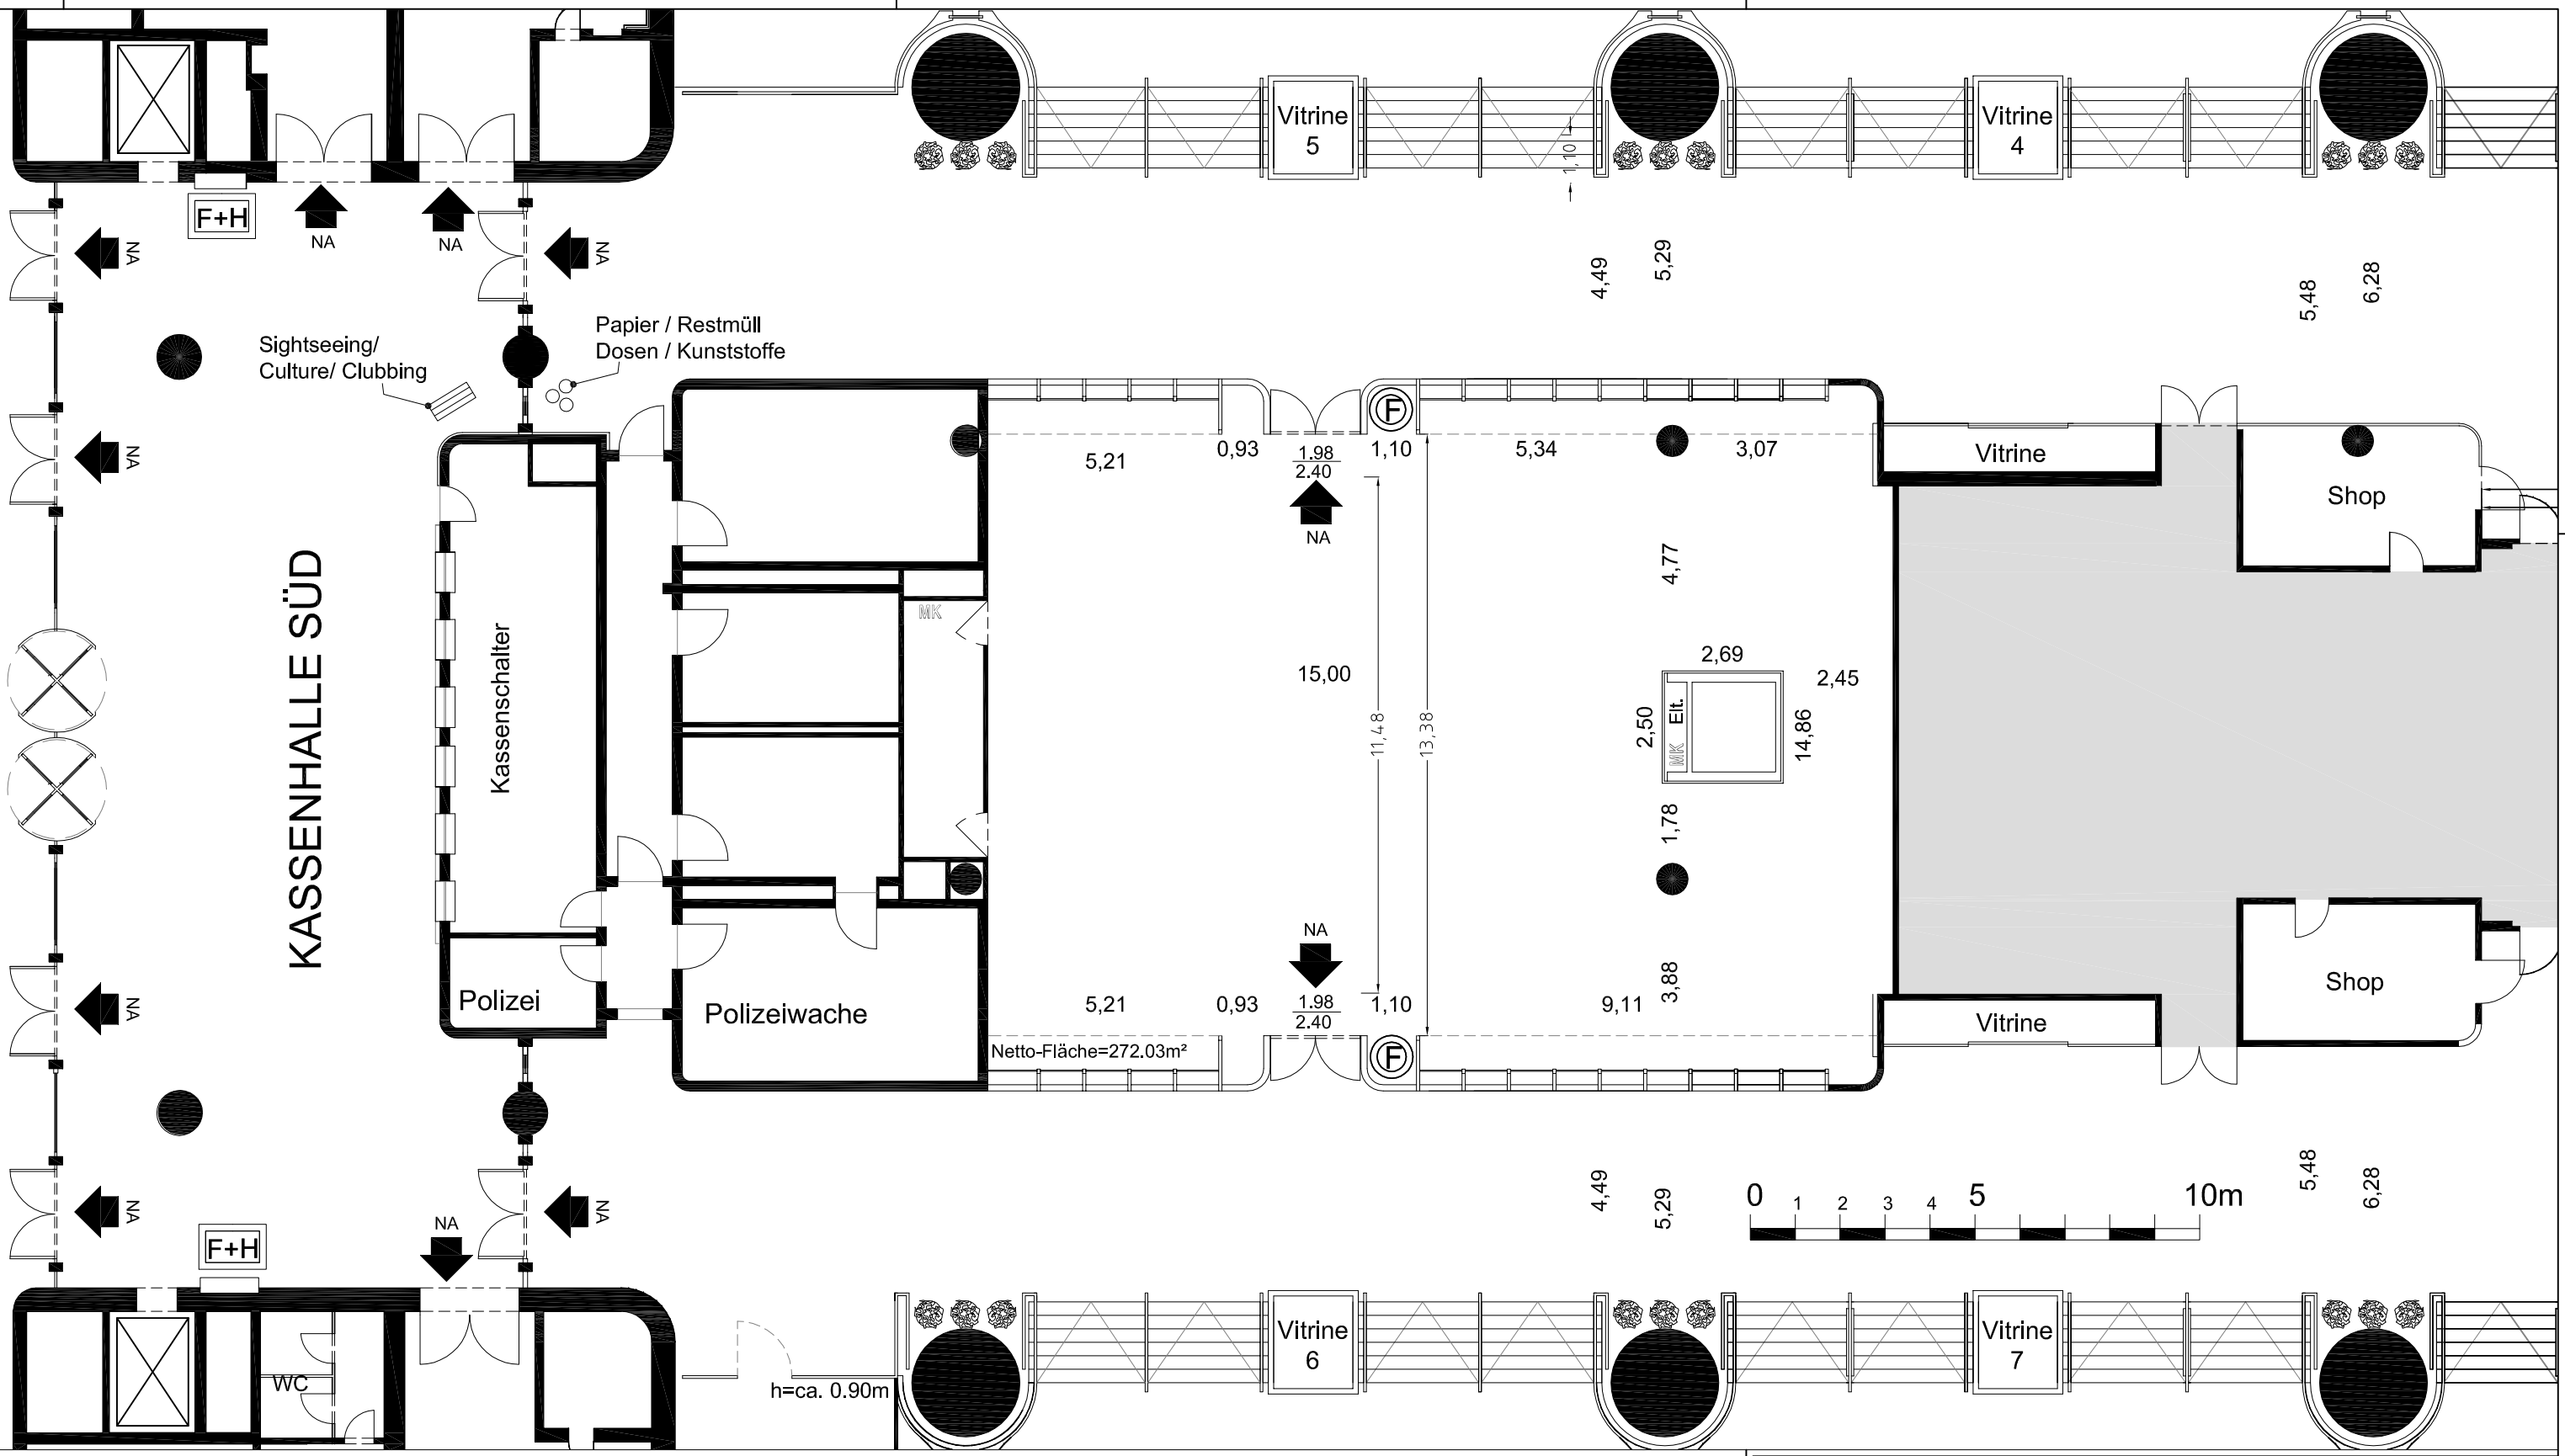 Vitrine
5
Vitrine
4
1,10
F+H
NA
NA
NA
NA
4,49
5,29
5,48
6,28
Papier / Restmüll
Dosen / Kunststoffe
Sightseeing/
Culture/ Clubbing
NA
5,21
0,93
1.98
2.40
1,10
F
5,34
3,07
Vitrine
Shop
NA
4,77
KASSENHALLE SÜD
Kassenschalter
MK
15,00
11,48
13,38
2,69
2,45
2,50
MK
Elt.
14,86
1,78
NA
3,88
NA
Polizei
Polizeiwache
5,21
0,93
1.98
2.40
1,10
9,11
Vitrine
Shop
Netto-Fläche=272.03m²
F
4,49
5,29
5,48
6,28
0
1
2
3
4
5
10m
NA
NA
NA
F+H
WC
h=ca. 0.90m
Vitrine
6
Vitrine
7